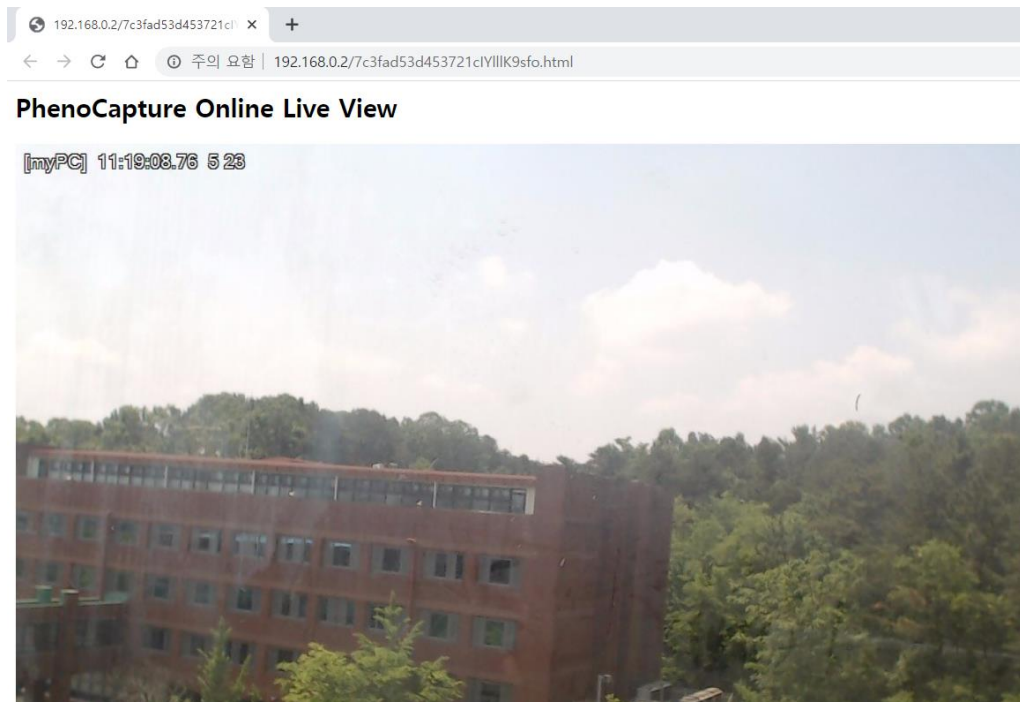 192.168.0.2/7c3fad53d453721cl
주의 요함 192.168.0.2/7c3fad53d453721clYlllK9sfo.html
PhenoCapture Online Live View
[myPC] 11:19:08.76 5 23